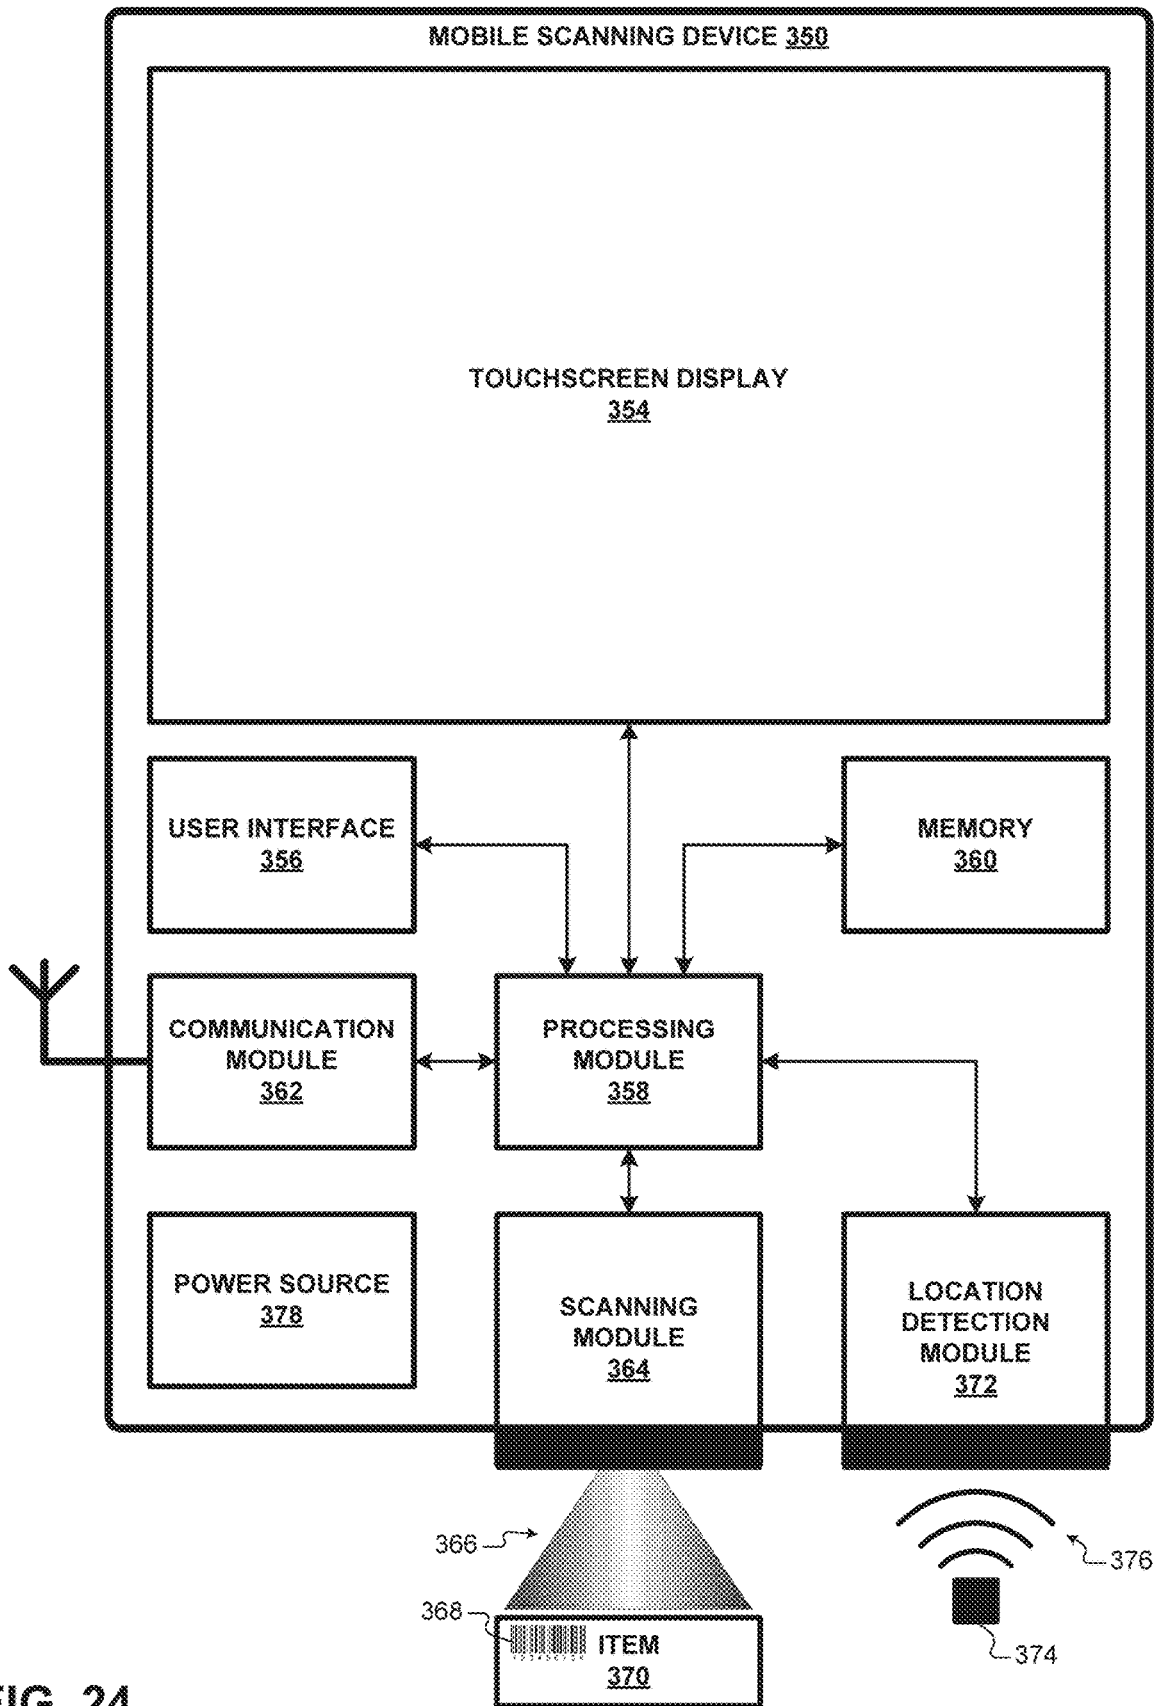 MOBILE SCANNING DEVICE 350
TOUCHSCREEN DISPLAY
354
USER INTERFACE
356
MEMORY
360
COMMUNICATION
MODULE
362
PROCESSING
MODULE
358
POWER SOURCE
378
SCANNING
MODULE
364
LOCATION
DETECTION
MODULE
372
366
376
368
ITEM
370
374
FIG. 24